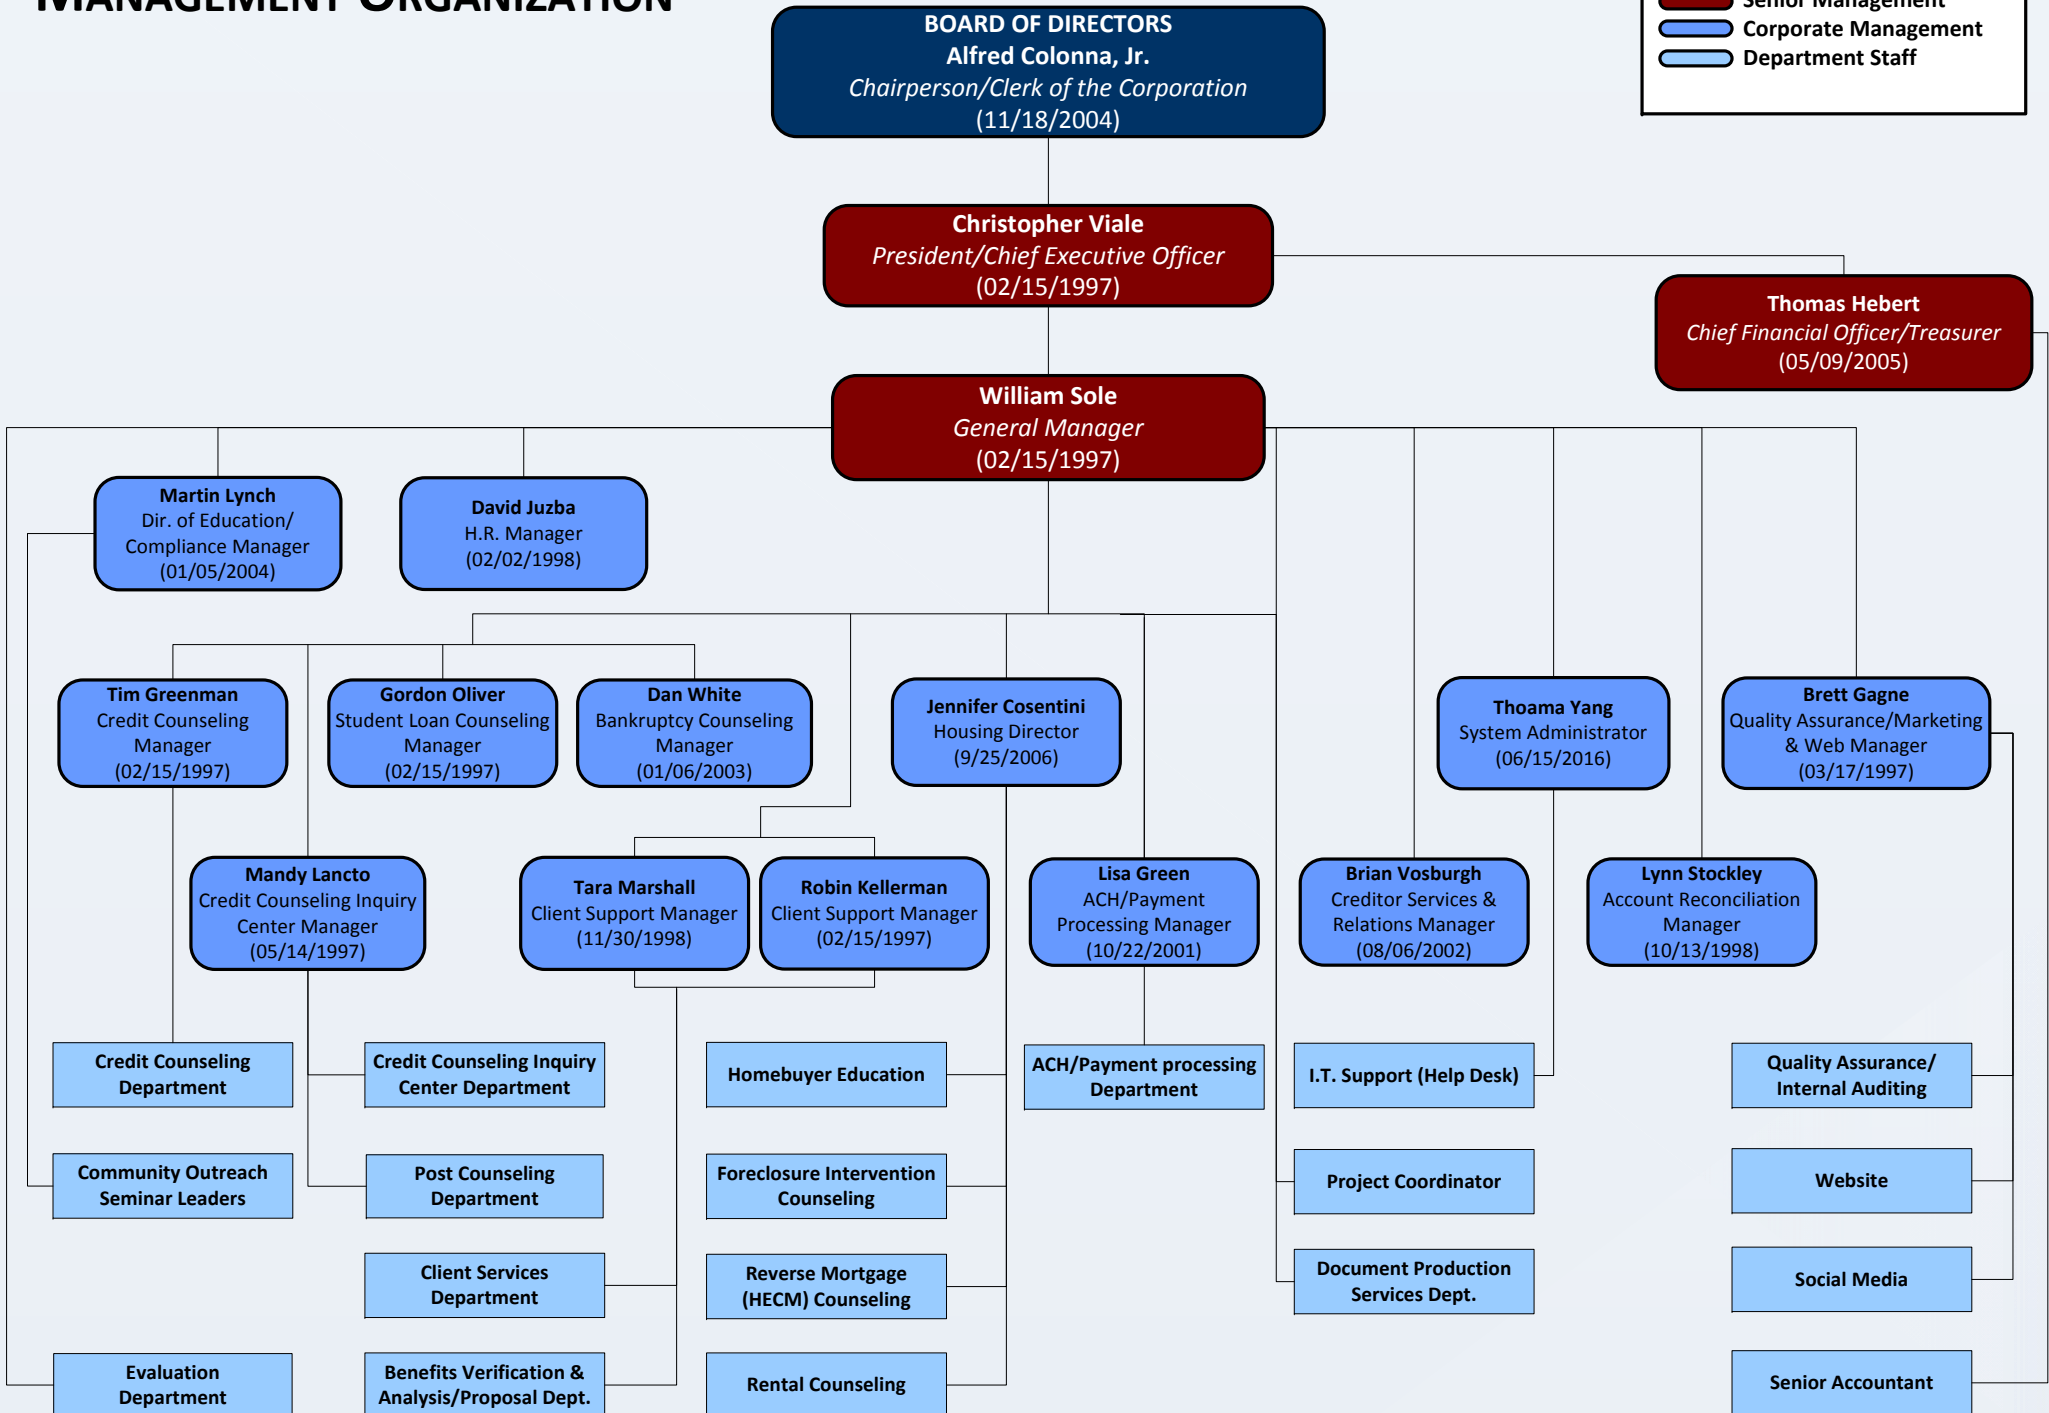 MANAGEMENT ORGANIZATION
Senior Management
Corporate Management
Department Staff
BOARD OF DIRECTORS
Alfred Colonna, Jr.
Chairperson/Clerk of the Corporation
(11/18/2004)
Christopher Viale
President/Chief Executive Officer
(02/15/1997)
Thomas Hebert
Chief Financial Officer/Treasurer
(05/09/2005)
William Sole
General Manager
(02/15/1997)
Martin Lynch
Dir. of Education/
Compliance Manager
(01/05/2004)
David Juzba
H.R. Manager
(02/02/1998)
Tim Greenman
Credit Counseling
Manager
(02/15/1997)
Gordon Oliver
Student Loan Counseling
Manager
(02/15/1997)
Dan White
Bankruptcy Counseling
Manager
(01/06/2003)
Jennifer Cosentini
Housing Director
(9/25/2006)
Thoama Yang
System Administrator
(06/15/2016)
Brett Gagne
Quality Assurance/Marketing
& Web Manager
(03/17/1997)
Mandy Lancto
Credit Counseling Inquiry
Center Manager
(05/14/1997)
Tara Marshall
Client Support Manager
(11/30/1998)
Robin Kellerman
Client Support Manager
(02/15/1997)
Lisa Green
ACH/Payment
Processing Manager
(10/22/2001)
Brian Vosburgh
Creditor Services &
Relations Manager
(08/06/2002)
Lynn Stockley
Account Reconciliation
Manager
(10/13/1998)
Credit Counseling
Department
Credit Counseling Inquiry
Center Department
Homebuyer Education
ACH/Payment processing
Department
I.T. Support (Help Desk)
Quality Assurance/
Internal Auditing
Community Outreach
Seminar Leaders
Post Counseling
Department
Foreclosure Intervention
Counseling
Project Coordinator
Website
Client Services
Department
Reverse Mortgage
(HECM) Counseling
Document Production
Services Dept.
Social Media
Evaluation
Department
Benefits Verification &
Analysis/Proposal Dept.
Rental Counseling
Senior Accountant